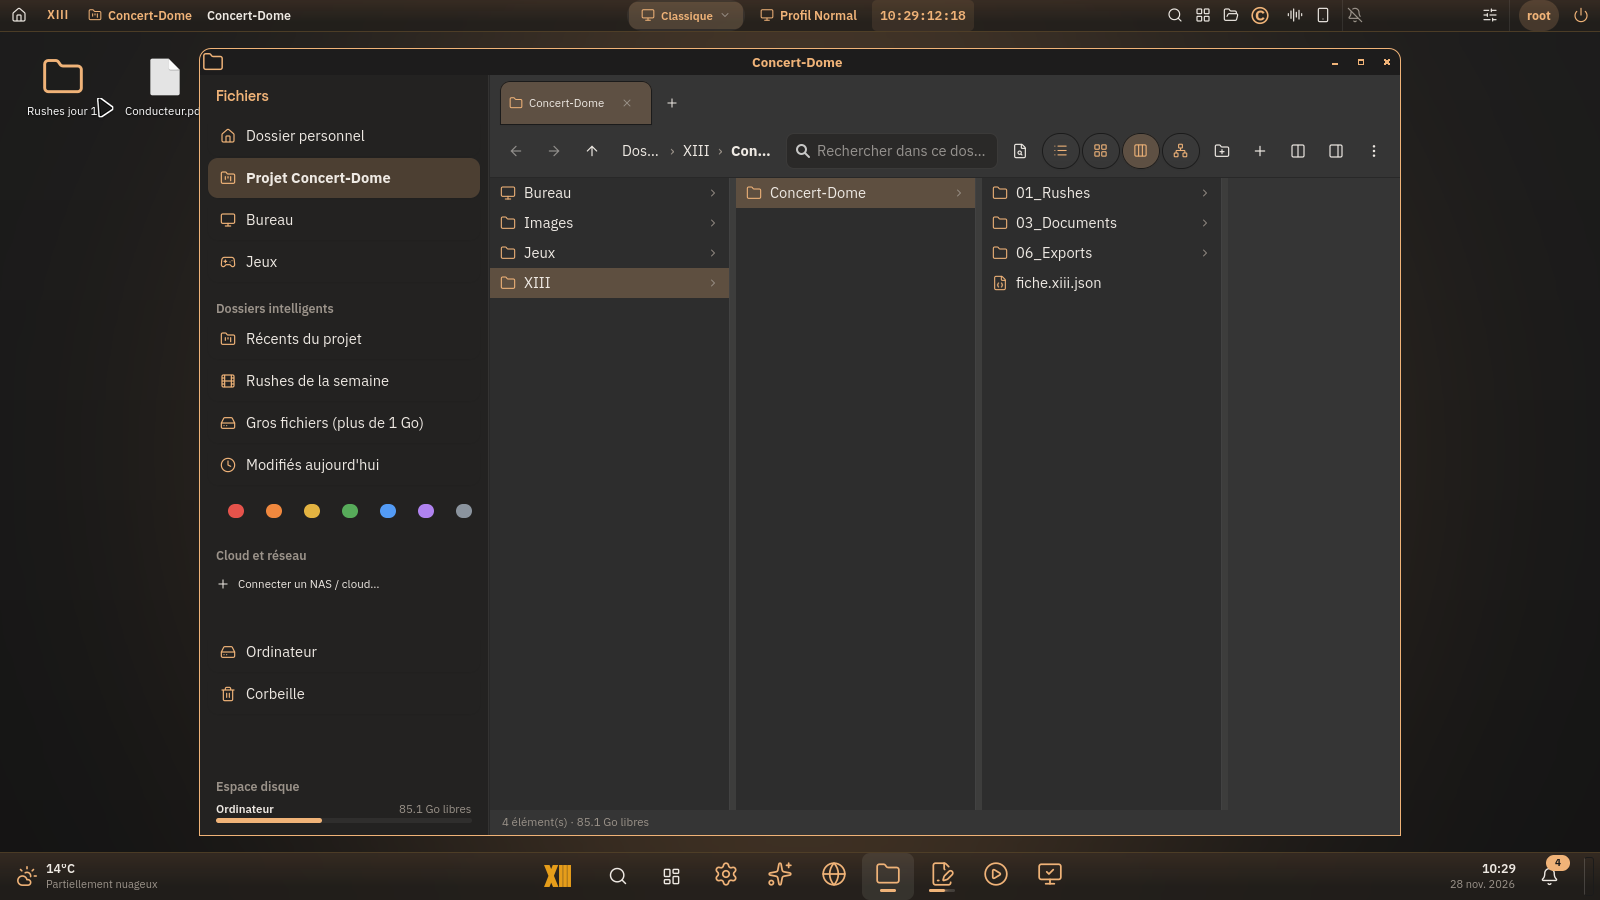 XIII Concert-Dome Concert-Dome Classique Profil Normal 10:29:12:18 root
Rushes jour 1
Conducteur.pd
Concert-Dome
Fichiers
Dossier personnel
Projet Concert-Dome
Bureau
Jeux
Dossiers intelligents
Récents du projet
Rushes de la semaine
Gros fichiers (plus de 1 Go)
Modifiés aujourd'hui
Cloud et réseau
Connecter un NAS / cloud...
Ordinateur
Corbeille
Espace disque
Ordinateur 85.1 Go libres
Concert-Dome
Dos... › XIII › Con... Rechercher dans ce dos...
Bureau
Images
Jeux
XIII
Concert-Dome
01_Rushes
03_Documents
06_Exports
fiche.xiii.json
4 élément(s) · 85.1 Go libres
14°C
Partiellement nuageux
XIII
10:29
28 nov. 2026
4